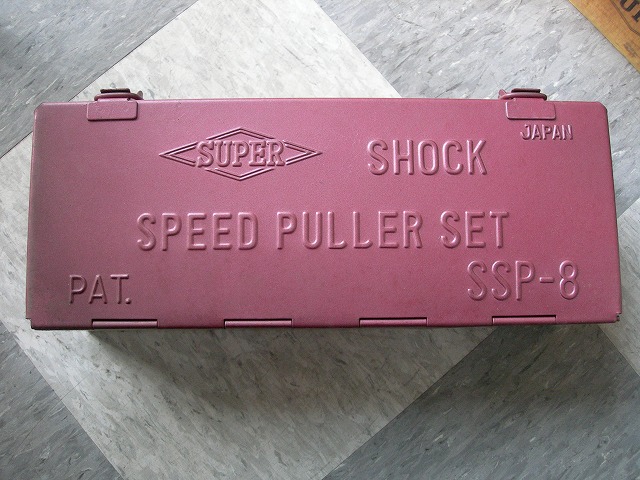 JAPAN
SUPER SHOCK
SPEED PULLER SET
PAT. SSP-8